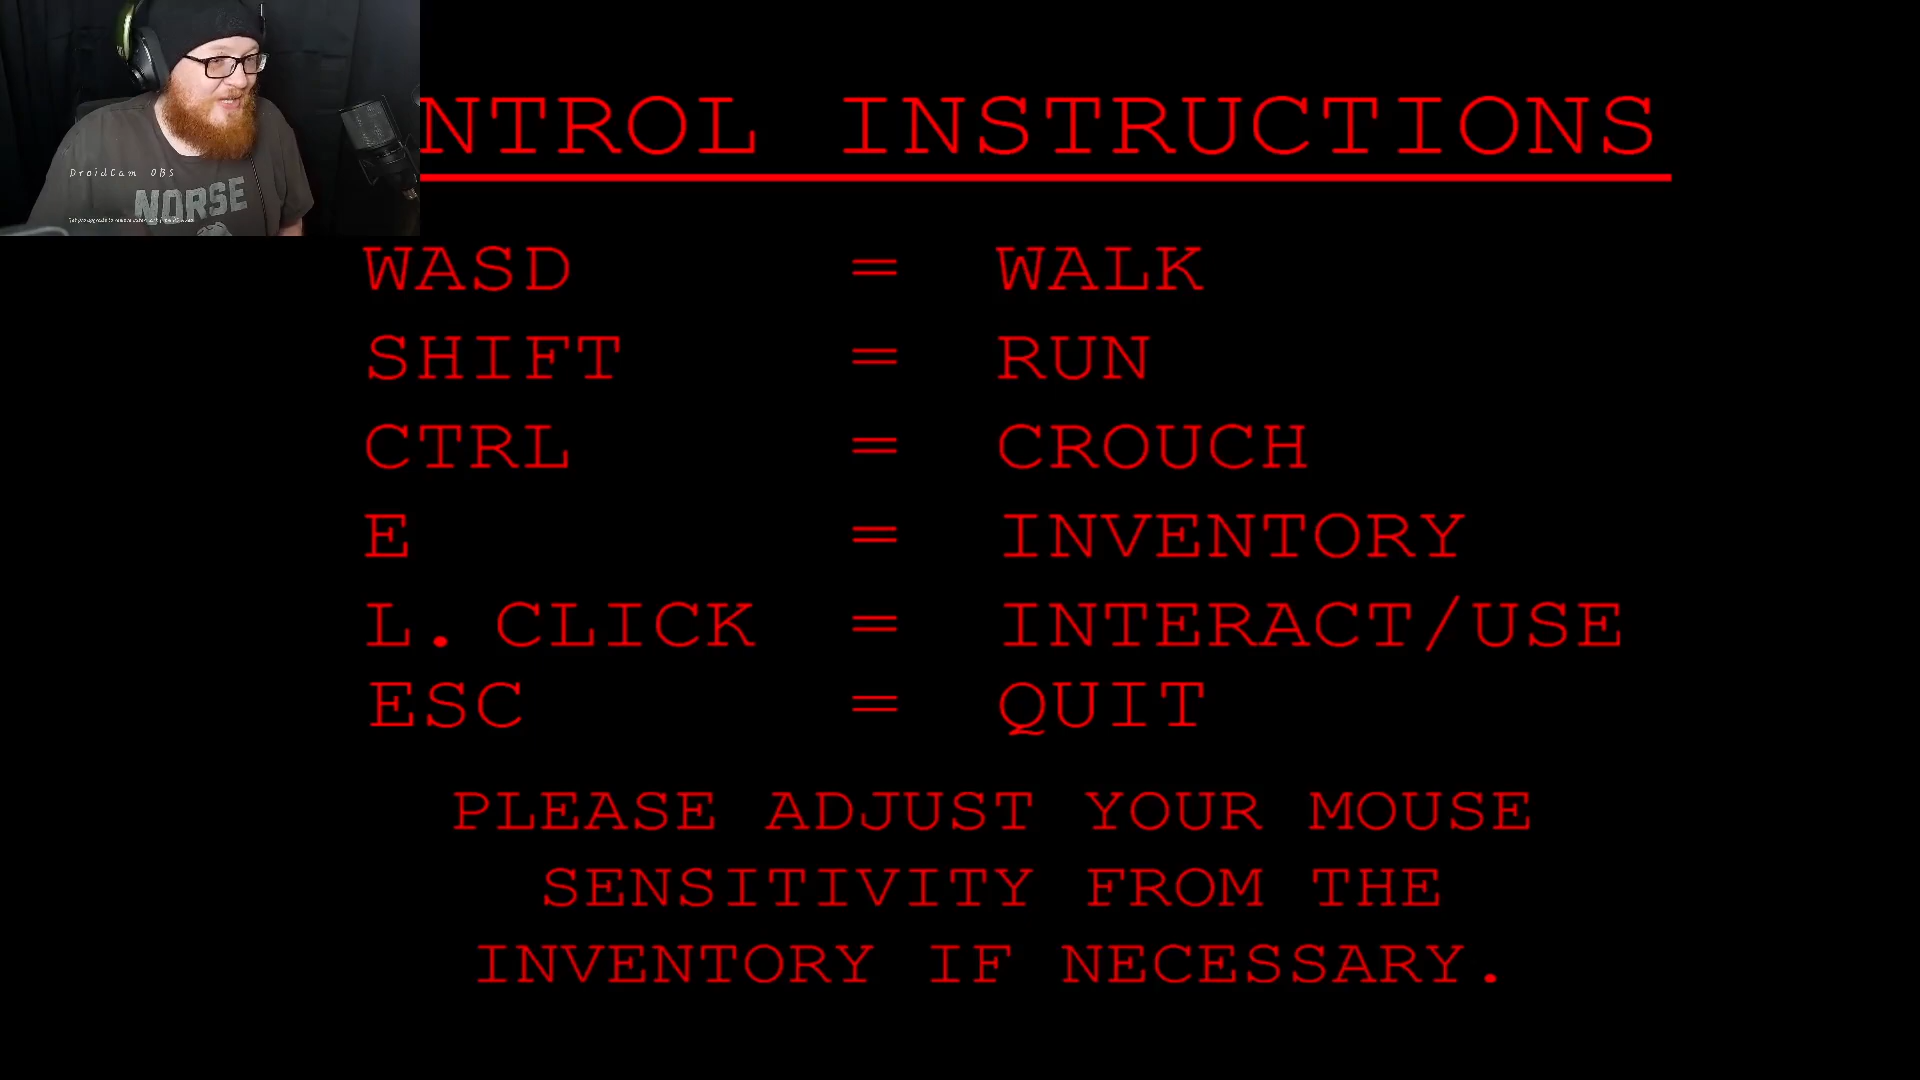 NTROL INSTRUCTIONS
DroidCam OBS
NORSE
WASD = WALK
SHIFT = RUN
CTRL = CROUCH
E = INVENTORY
L. CLICK = INTERACT/USE
ESC = QUIT
PLEASE ADJUST YOUR MOUSE
SENSITIVITY FROM THE
INVENTORY IF NECESSARY.